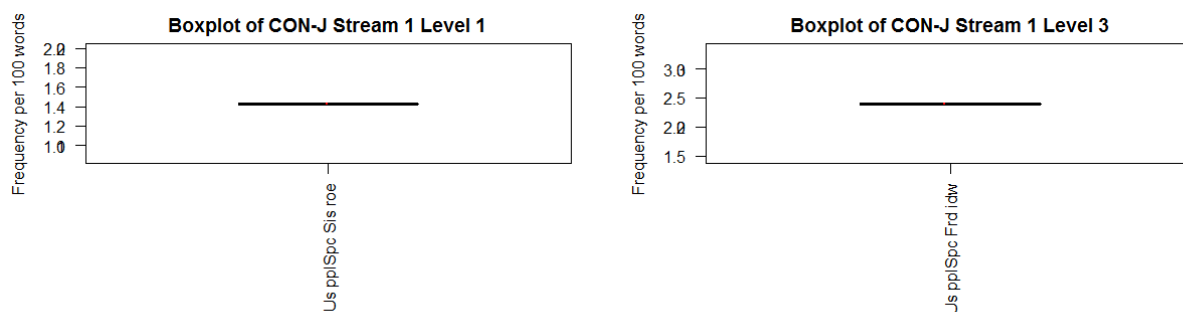 Boxplot of CON-J Stream 1 Level 1
Frequency per 100 words
2.0
1.8
1.6
1.4
1.2
1.0
Us pplSpc Sis roe
Boxplot of CON-J Stream 1 Level 3
Frequency per 100 words
3.0
2.5
2.0
1.5
Us pplSpc Frd idw